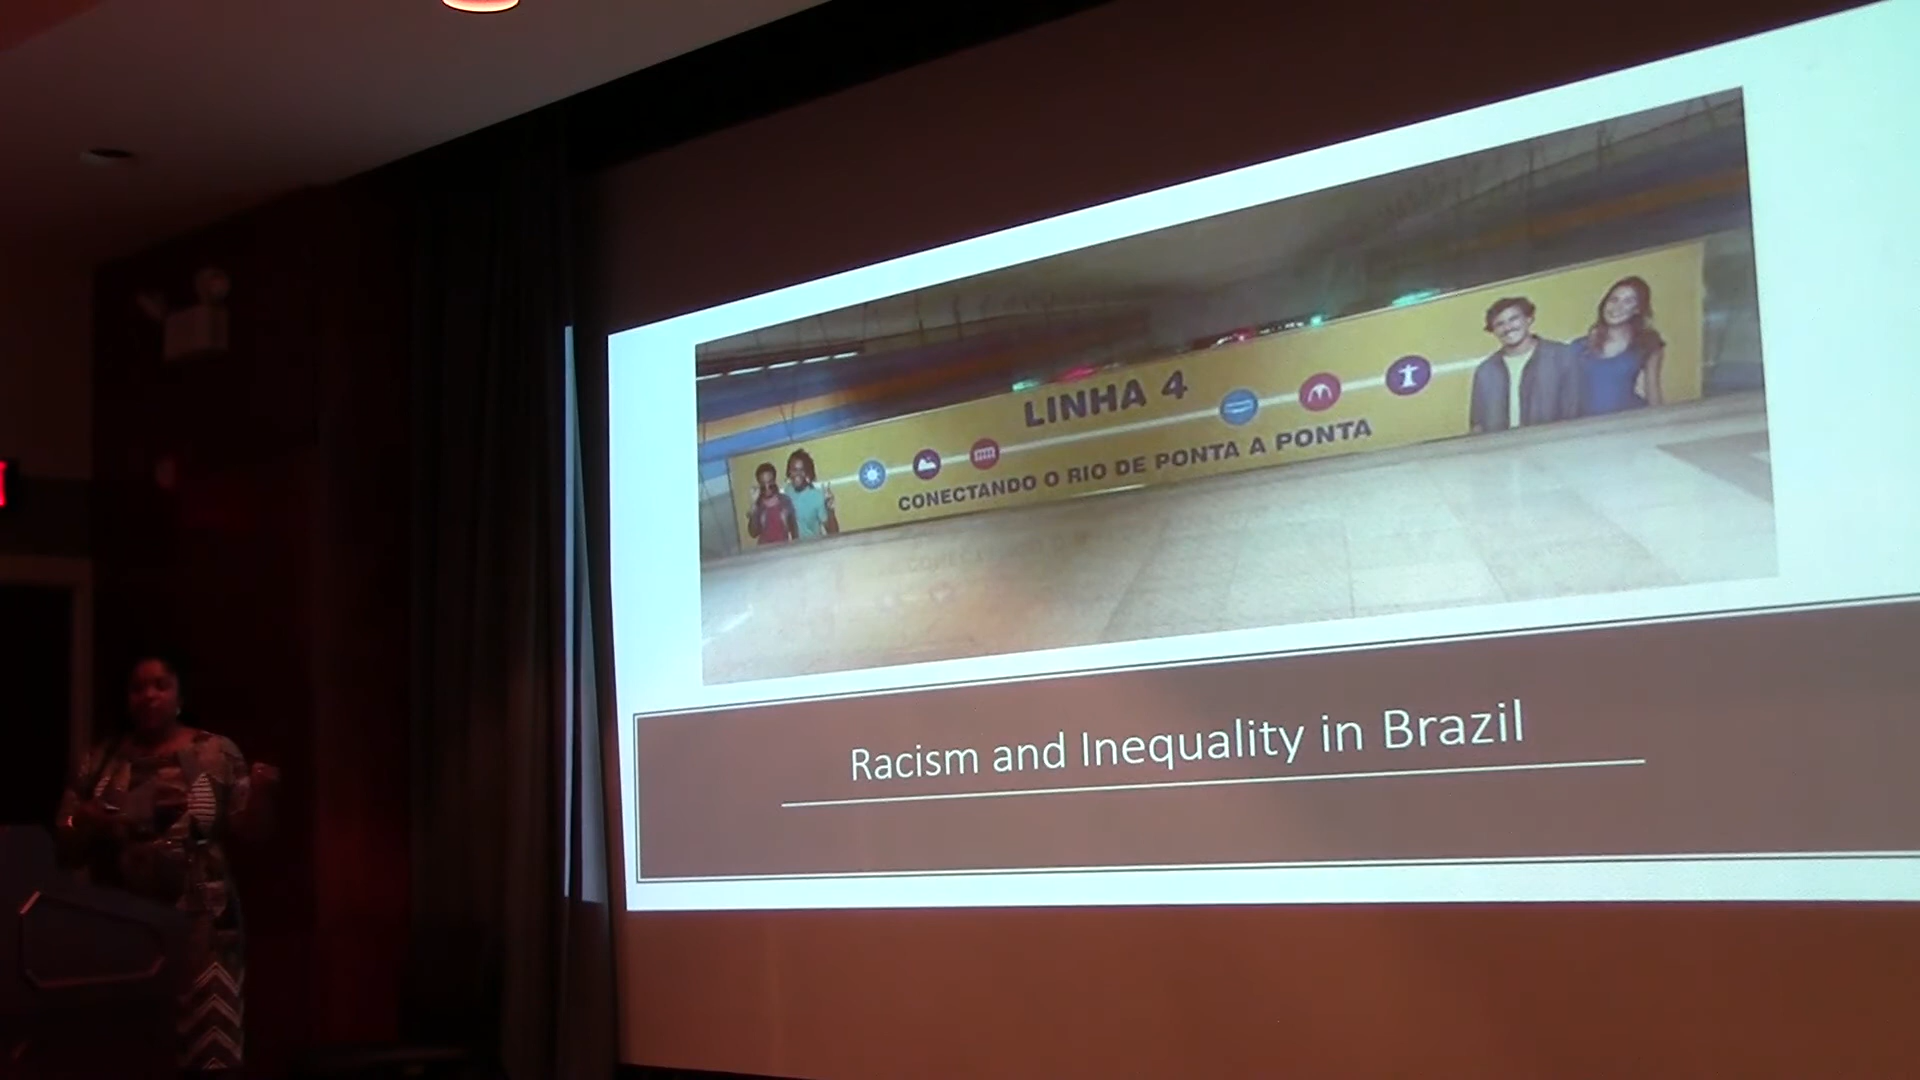 LINHA 4
CONECTANDO O RIO DE PONTA A PONTA
Racism and Inequality in Brazil